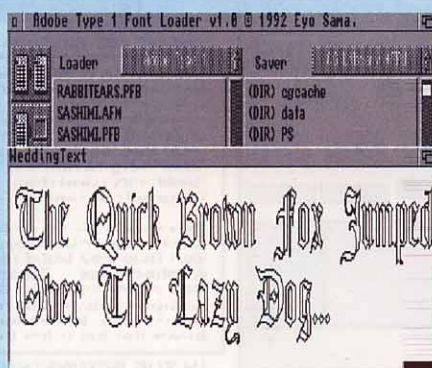 Adobe Type 1 Font Loader v1.0 © 1992 Eyo Sama.
Loader
Saver
RABBITEARS.PFB
SASHIMI.AFM
SASHIMI.PFB
(DIR) cgcache
(DIR) data
(DIR) PS
WeddingText
The Quick Brown Fox Jumped
Over The Lazy Dog...